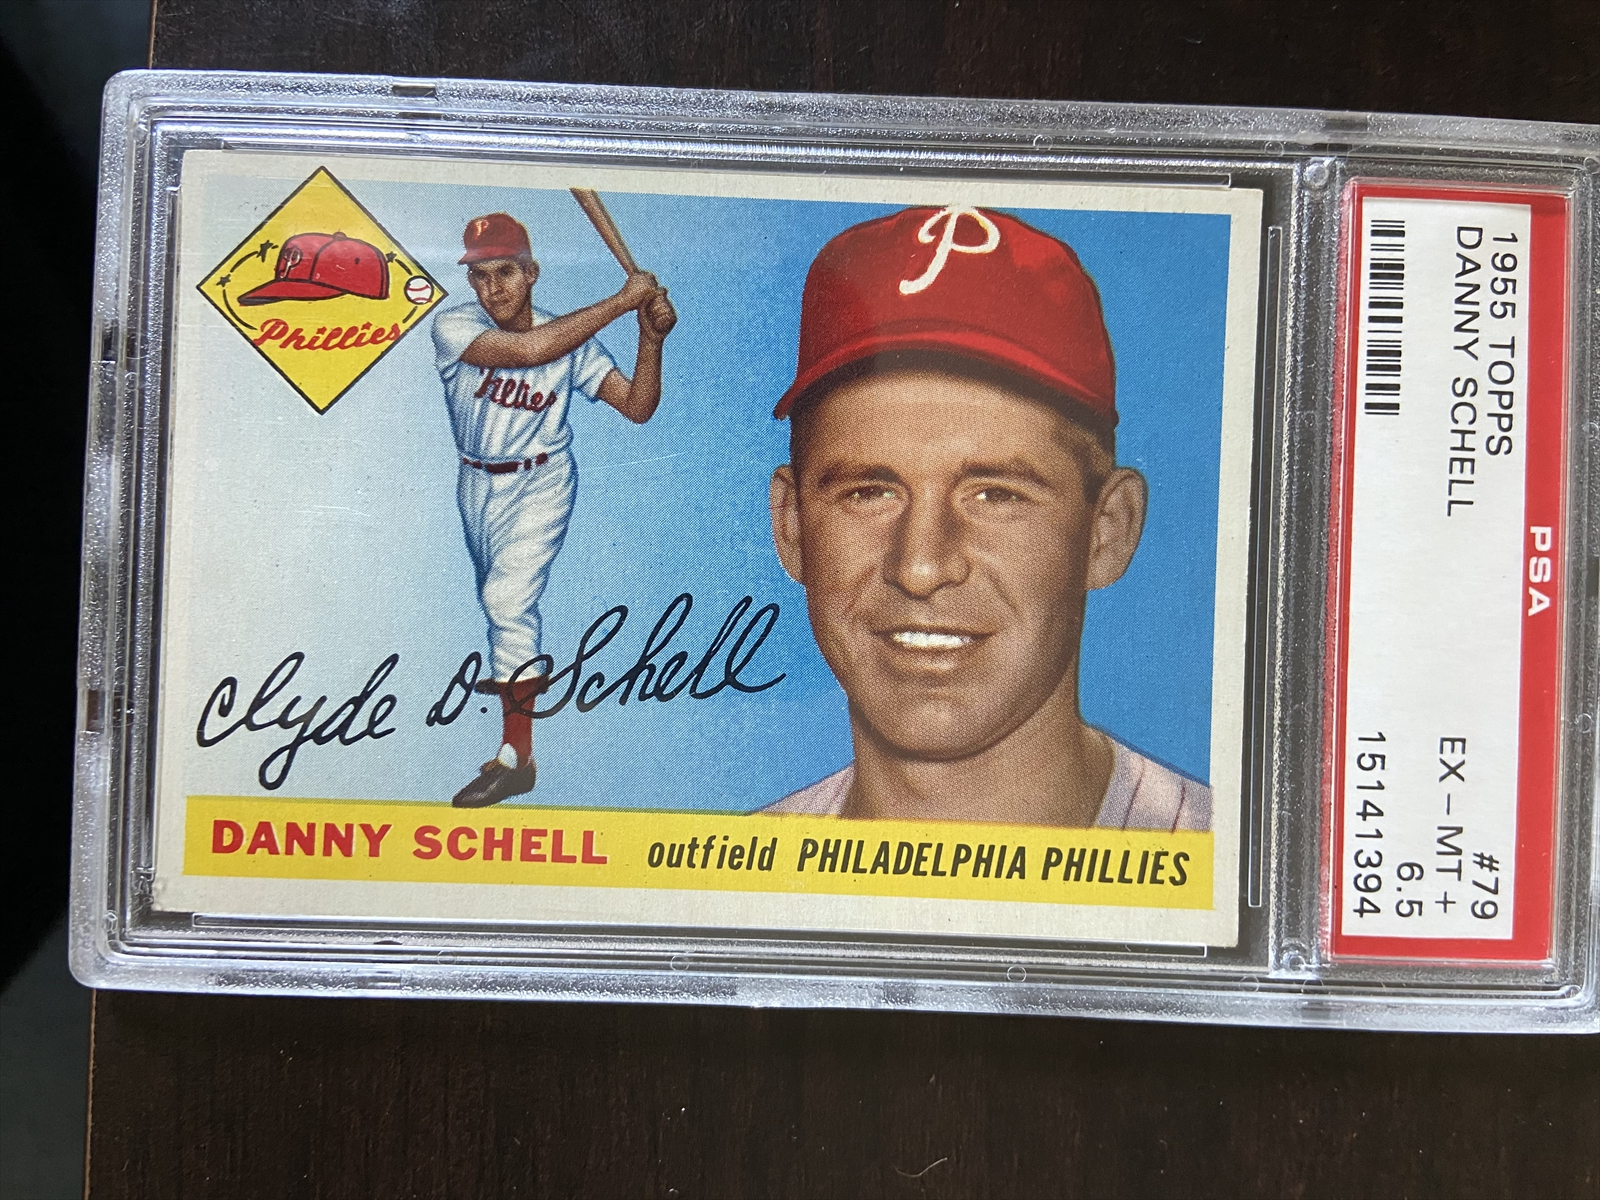 P
P
Phillies
P
Phillies
Clyde D. Schell
DANNY SCHELL outfield PHILADELPHIA PHILLIES
PSA
1955 TOPPS #79
DANNY SCHELL EX-MT+
6.5
15141394